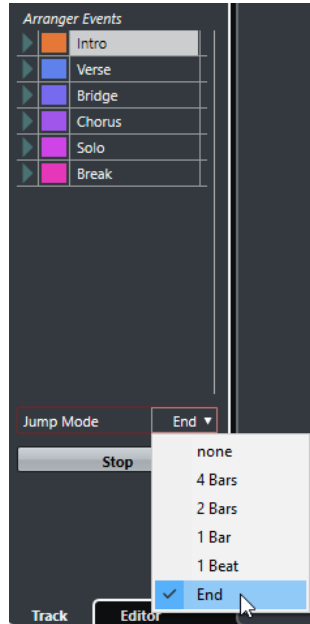 Arranger Events
Intro
Verse
Bridge
Chorus
Solo
Break
Jump Mode End
Stop
none
4 Bars
2 Bars
1 Bar
1 Beat
End
Track Editor